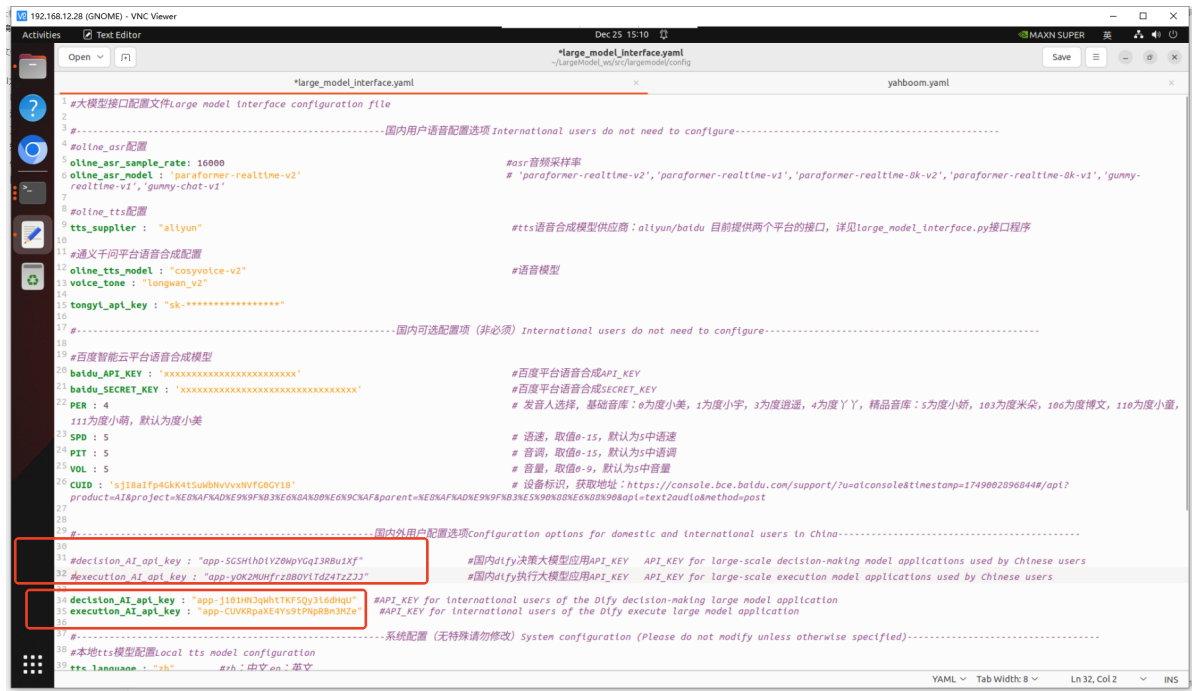 192.168.12.28 (GNOME) - VNC Viewer
Activities Text Editor Dec 25 15:10 MAXN SUPER 英
Open *large_model_interface.yaml Save
~/LargeModel_ws/src/largemodel/config
*large_model_interface.yaml yahboom.yaml
1 #大模型接口配置文件Large model interface configuration file
2
3 #---------------------------------------------------------国内用户语音配置选项 International users do not need to configure-------------------------------------------------
4 #oline_asr配置
5 oline_asr_sample_rate: 16000 #asr音频采样率
6 oline_asr_model : 'paraformer-realtime-v2' # 'paraformer-realtime-v2','paraformer-realtime-v1','paraformer-realtime-8k-v2','paraformer-realtime-8k-v1','gummy-
realtime-v1','gummy-chat-v1'
7
8 #oline_tts配置
9 tts_supplier : "aliyun" #tts语音合成模型供应商：aliyun/baidu 目前提供两个平台的接口，详见large_model_interface.py接口程序
10
11 #通义千问平台语音合成配置
12 oline_tts_model : "cosyvoice-v2" #语音模型
13 voice_tone : "longwan_v2"
14
15 tongyi_api_key : "sk-*****************"
16
17 #-----------------------------------------------------------国内可选配置项（非必须）International users do not need to configure---------------------------------------------------
18
19 #百度智能云平台语音合成模型
20 baidu_API_KEY : 'xxxxxxxxxxxxxxxxxxxxxxxx' #百度平台语音合成API_KEY
21 baidu_SECRET_KEY : 'xxxxxxxxxxxxxxxxxxxxxxxxxxxxxxxx' #百度平台语音合成SECRET_KEY
22 PER : 4 # 发音人选择, 基础音库：0为度小美，1为度小宇，3为度逍遥，4为度丫丫，精品音库：5为度小娇，103为度米朵，106为度博文，110为度小童，
111为度小萌，默认为度小美
23 SPD : 5 # 语速，取值0-15，默认为5中语速
24 PIT : 5 # 音调，取值0-15，默认为5中语调
25 VOL : 5 # 音量，取值0-9，默认为5中音量
26 CUID : 'sjI8aIfp4GkK4tSuWbNvVvxNVfG0GYI8' # 设备标识，获取地址：https://console.bce.baidu.com/support/?u=aiconsole&timestamp=1749002896844#/api?
product=AI&project=%E8%AF%AD%E9%9F%B3%E6%8A%80%E6%9C%AF&parent=%E8%AF%AD%E9%9F%B3%E5%90%88%E6%88%90&api=text2audio&method=post
27
28
29 #-------------------------------------------------------国内外用户配置选项Configuration options for domestic and international users in China---------------------------------------------
30
31 #decision_AI_api_key : "app-SGSHihDiYZ0WpYGqI3RBu1Xf" #国内dify决策大模型应用API_KEY API_KEY for large-scale decision-making model applications used by Chinese users
32 #execution_AI_api_key : "app-yOK2MUHfrz8BOYiTdZ4TzZJJ" #国内dify执行大模型应用API_KEY API_KEY for large-scale execution model applications used by Chinese users
34 decision_AI_api_key : "app-j101HNJqWhtTKFSQy3i6dHqU" #API_KEY for international users of the Dify decision-making large model application
35 execution_AI_api_key : "app-CUVKRpaXE4Ys9tPNpRBm3MZe" #API_KEY for international users of the Dify execute large model application
36
37 #---------------------------------------------------------系统配置（无特殊请勿修改）System configuration (Please do not modify unless otherwise specified)-----------------------------------
38 #本地tts模型配置Local tts model configuration
39 tts_language : "zh" #zh：中文 en：英文
YAML Tab Width: 8 Ln 32, Col 2 INS